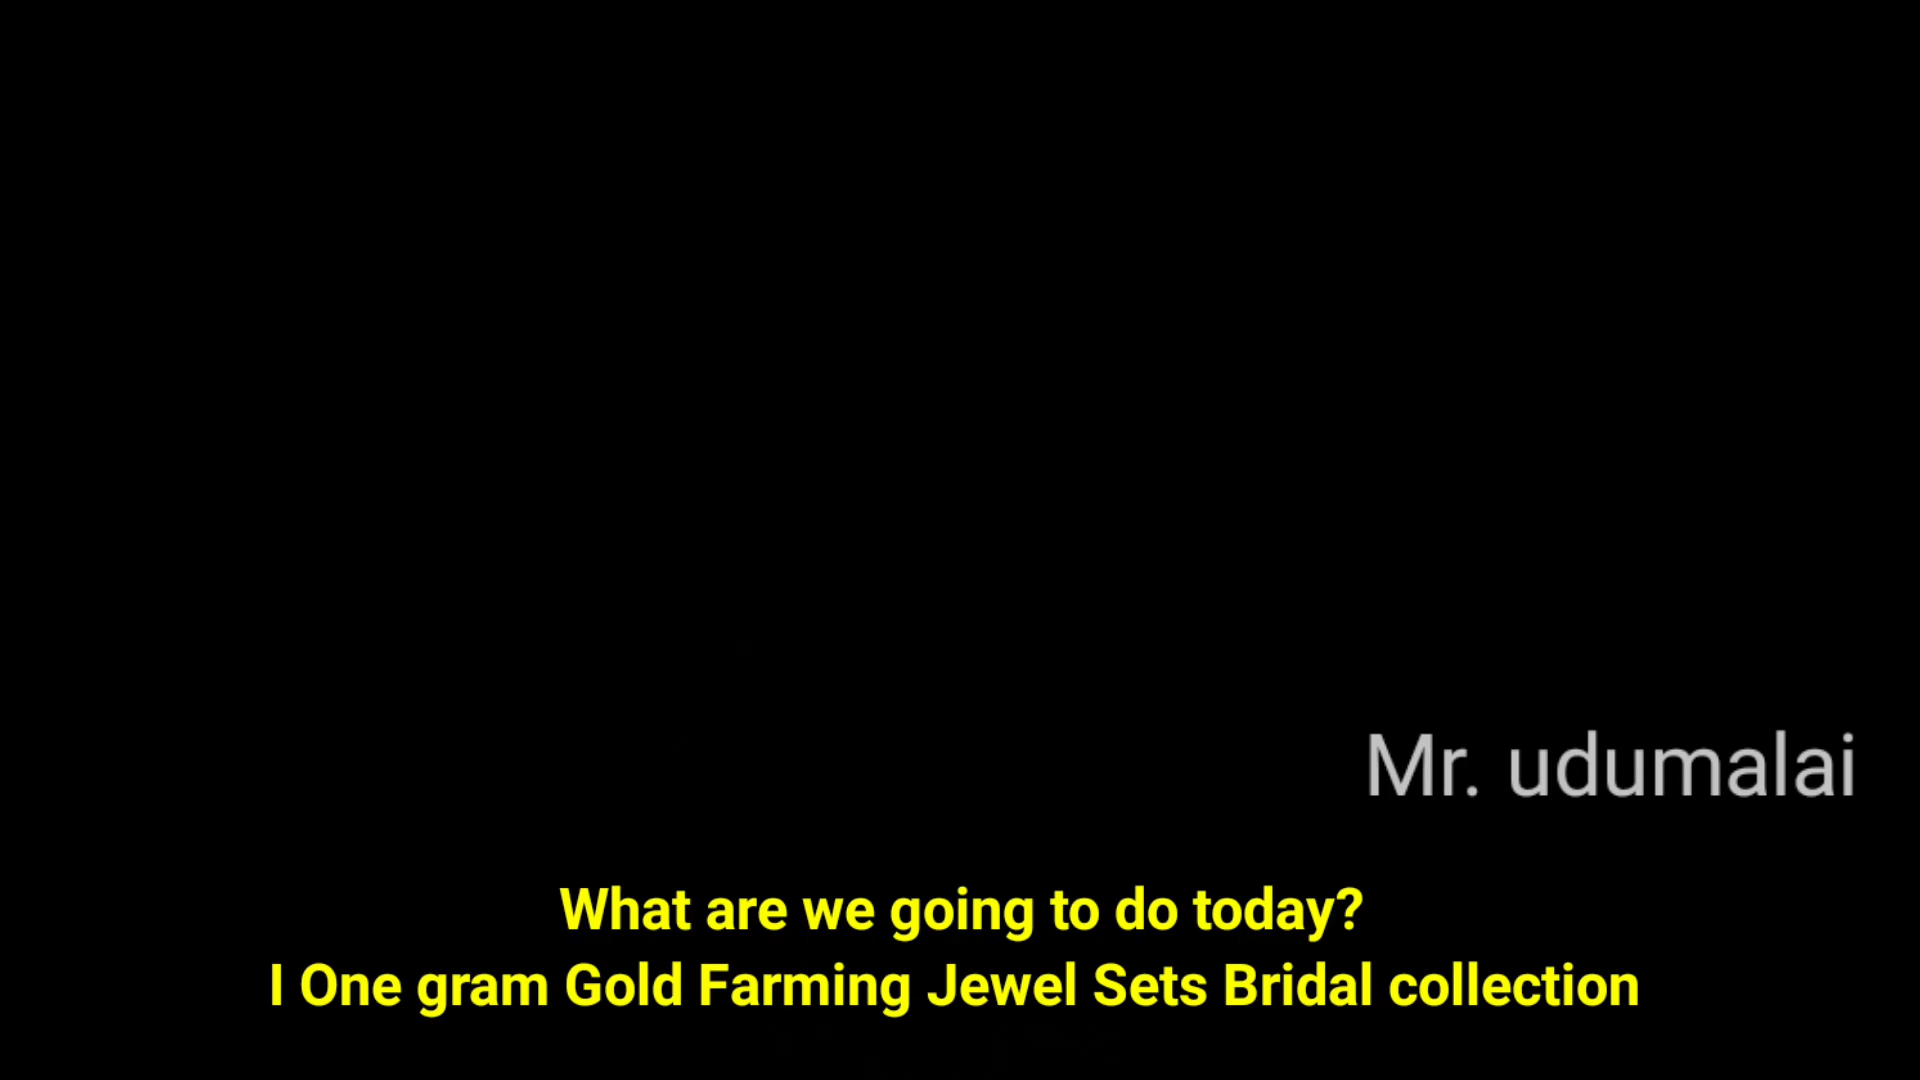 Mr. udumalai
What are we going to do today?
I One gram Gold Farming Jewel Sets Bridal collection